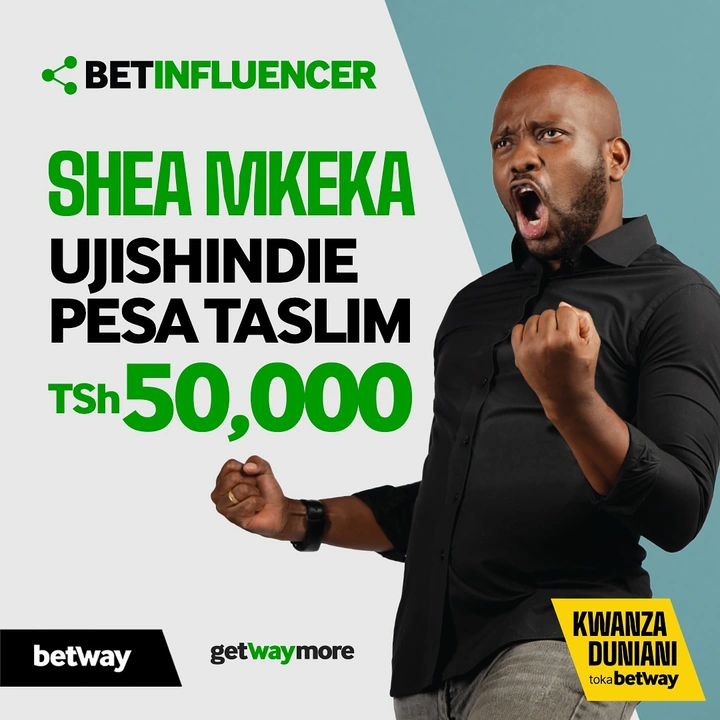 BETINFLUENCER
SHEA MKEKA
UJISHINDIE
PESA TASLIM
TSh50,000
betway
getwaymore
KWANZA
DUNIANI
toka betway